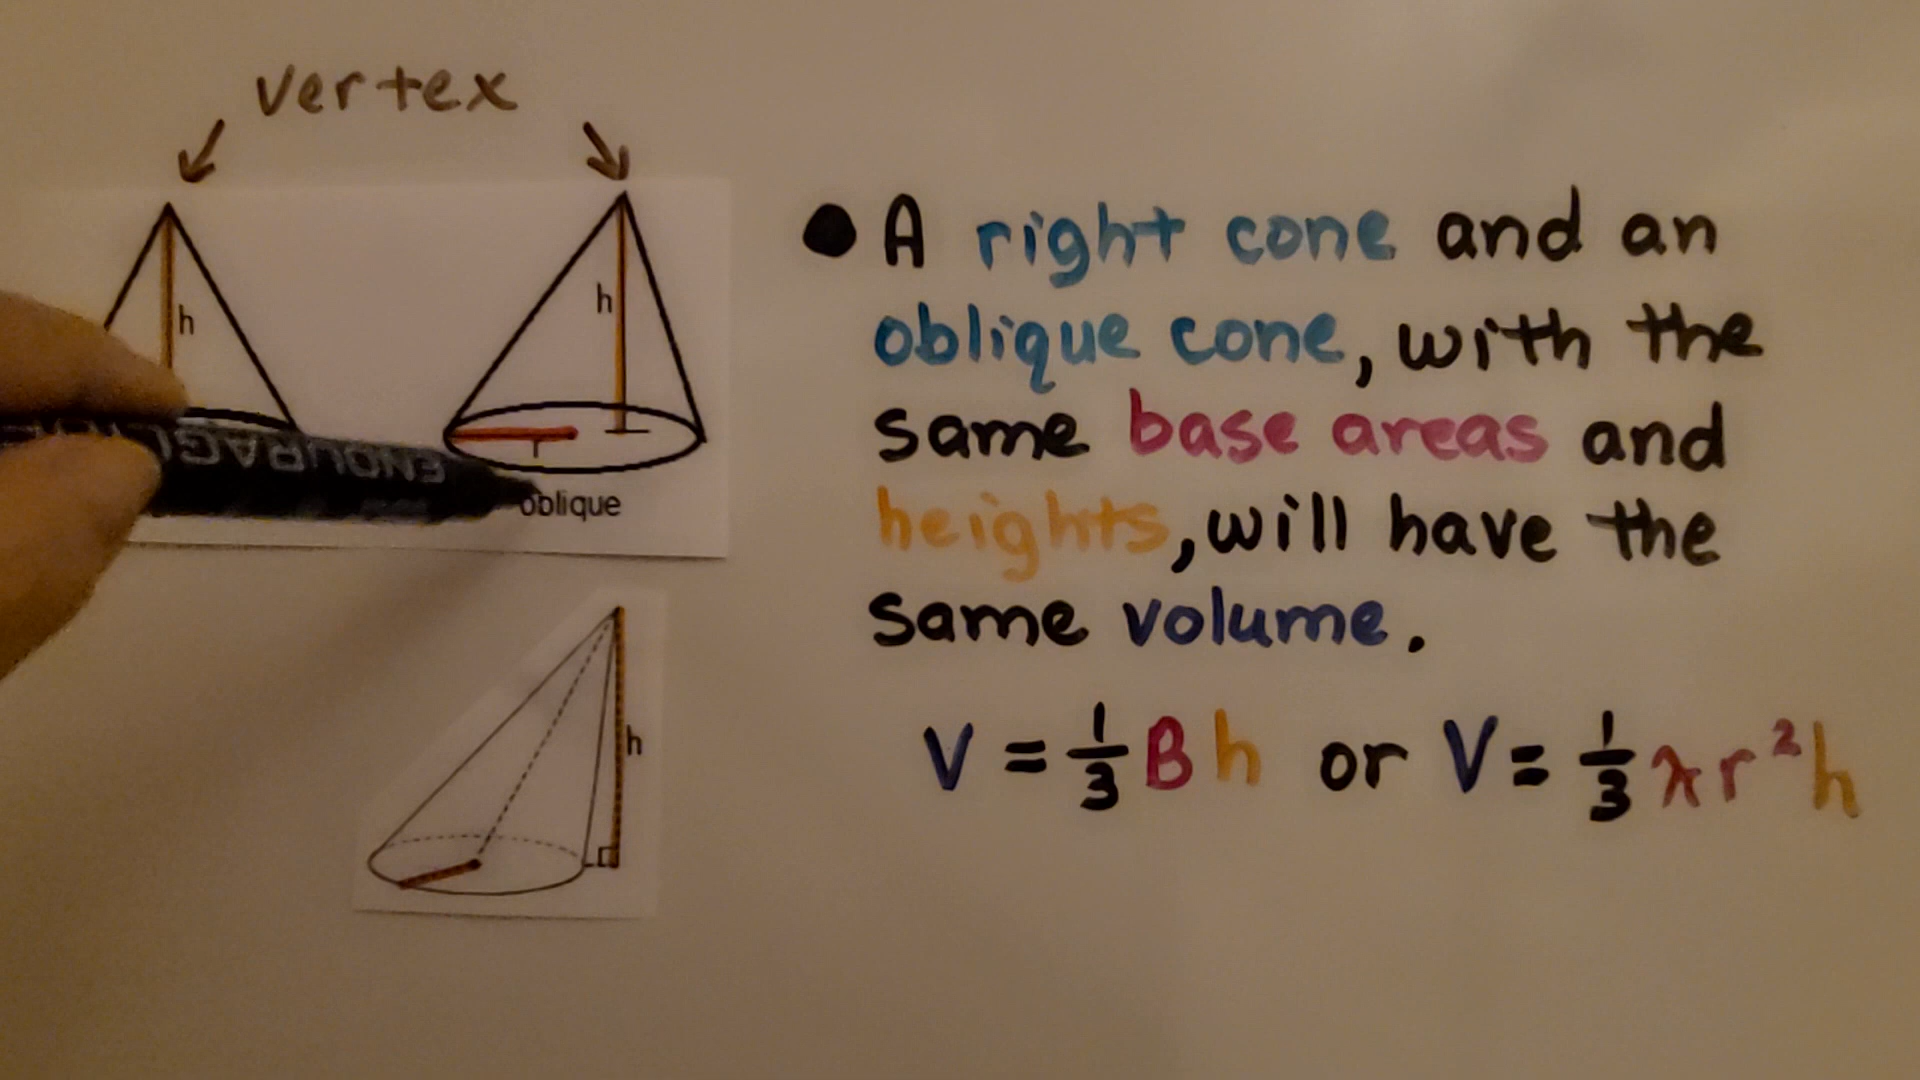 vertex
h
h
r
oblique
h
● A right cone and an
oblique cone, with the
same base areas and
heights, will have the
same volume.
V = 1/3 Bh or V = 1/3 πr²h